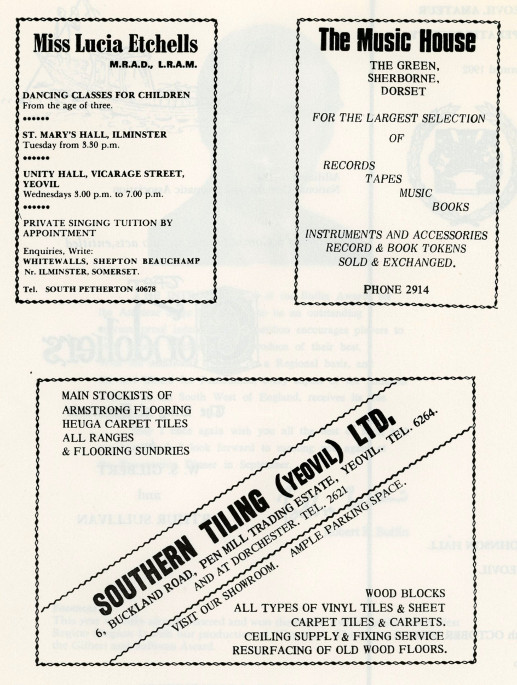 Miss Lucia Etchells
M.R.A.D., L.R.A.M.
DANCING CLASSES FOR CHILDREN
From the age of three.
••••••
ST. MARY'S HALL, ILMINSTER
Tuesday from 3.30 p.m.
••••••
UNITY HALL, VICARAGE STREET,
YEOVIL
Wednesdays 3.00 p.m. to 7.00 p.m.
••••••
PRIVATE SINGING TUITION BY
APPOINTMENT
Enquiries, Write:
WHITEWALLS, SHEPTON BEAUCHAMP
Nr. ILMINSTER, SOMERSET.
Tel. SOUTH PETHERTON 40678
The Music House
THE GREEN,
SHERBORNE,
DORSET
FOR THE LARGEST SELECTION
OF
RECORDS
TAPES
MUSIC
BOOKS
INSTRUMENTS AND ACCESSORIES
RECORD & BOOK TOKENS
SOLD & EXCHANGED.
PHONE 2914
MAIN STOCKISTS OF
ARMSTRONG FLOORING
HEUGA CARPET TILES
ALL RANGES
& FLOORING SUNDRIES
SOUTHERN TILING (YEOVIL) LTD.
6, BUCKLAND ROAD, PEN MILL TRADING ESTATE, YEOVIL. TEL. 6264.
AND AT DORCHESTER. TEL. 2621
VISIT OUR SHOWROOM. AMPLE PARKING SPACE.
WOOD BLOCKS
ALL TYPES OF VINYL TILES & SHEET
CARPET TILES & CARPETS.
CEILING SUPPLY & FIXING SERVICE
RESURFACING OF OLD WOOD FLOORS.